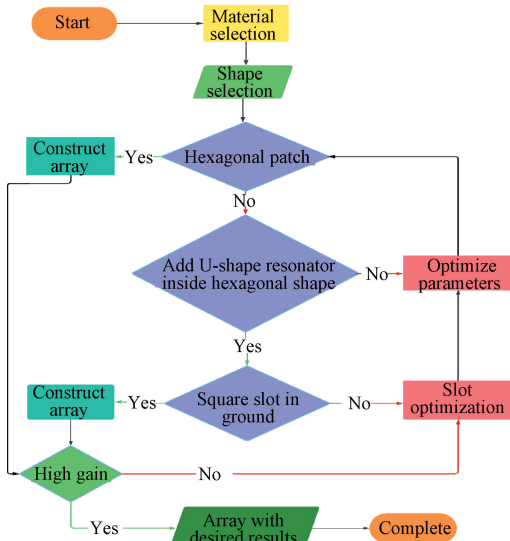 Start
Material
selection
Shape
selection
Construct
array
Yes
Hexagonal patch
No
Add U-shape resonator
inside hexagonal shape
No
Optimize
parameters
Yes
Construct
array
Yes
Square slot in
ground
No
Slot
optimization
High gain
No
Yes
Array with
desired results
Complete